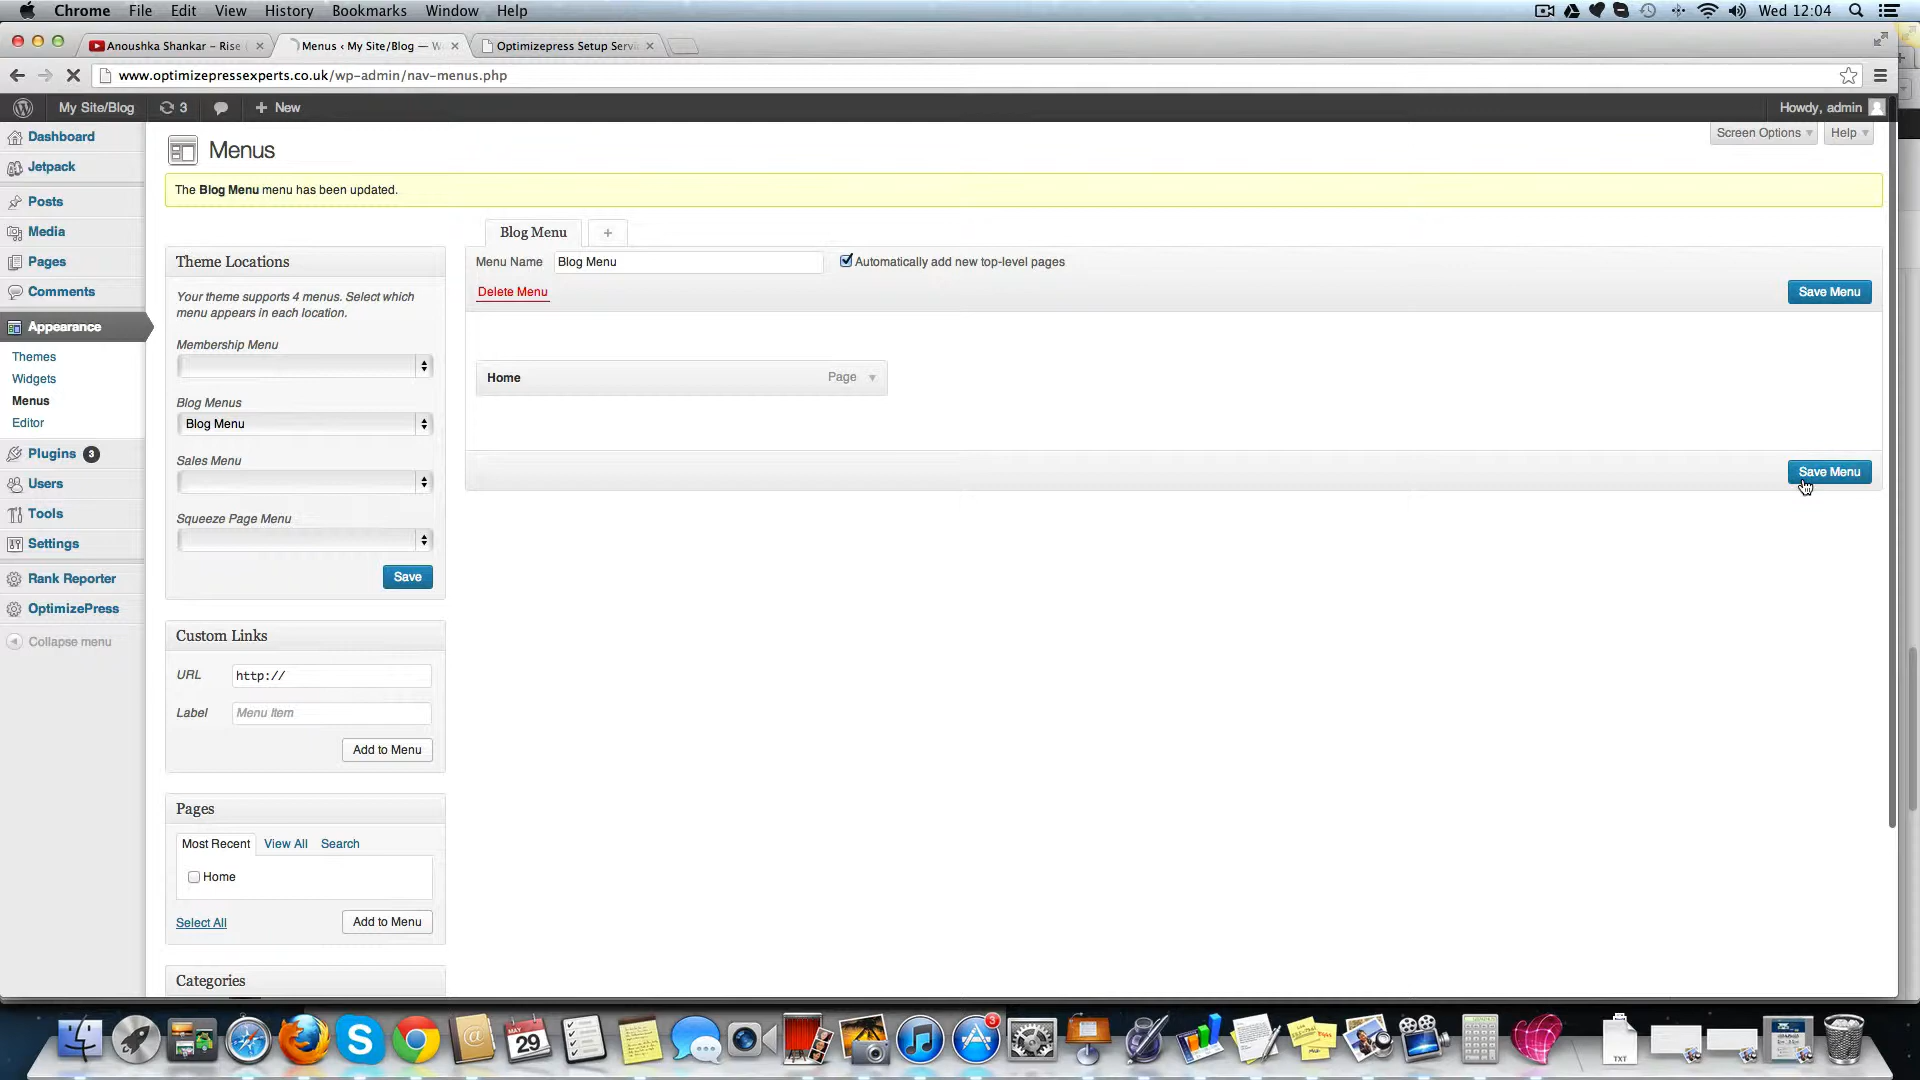 Chrome File Edit View History Bookmarks Window Help Wed 12:04
Anoushka Shankar - Rise Menus ‹ My Site/Blog — W Optimizepress Setup Servi
www.optimizepressexperts.co.uk/wp-admin/nav-menus.php
My Site/Blog 3 + New Howdy, admin
Screen Options Help
Dashboard
Jetpack
Posts
Media
Pages
Comments
Appearance
Themes
Widgets
Menus
Editor
Plugins 3
Users
Tools
Settings
Rank Reporter
OptimizePress
Collapse menu
Menus
The Blog Menu menu has been updated.
Theme Locations
Your theme supports 4 menus. Select which
menu appears in each location.
Membership Menu
Blog Menus
Blog Menu
Sales Menu
Squeeze Page Menu
Save
Custom Links
URL http://
Label Menu Item
Add to Menu
Pages
Most Recent View All Search
Home
Select All Add to Menu
Categories
Blog Menu +
Menu Name Blog Menu Automatically add new top-level pages
Delete Menu Save Menu
Home Page
Save Menu
MAY
29
3
TXT